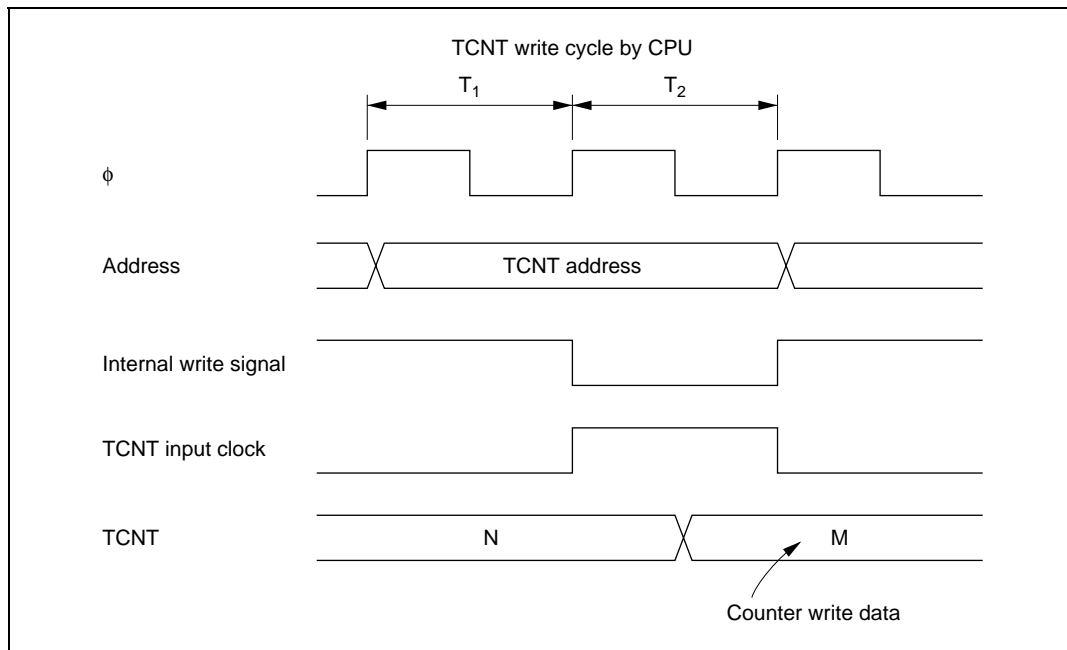 TCNT write cycle by CPU
T1 T2
ϕ
Address TCNT address
Internal write signal
TCNT input clock
TCNT N M
Counter write data